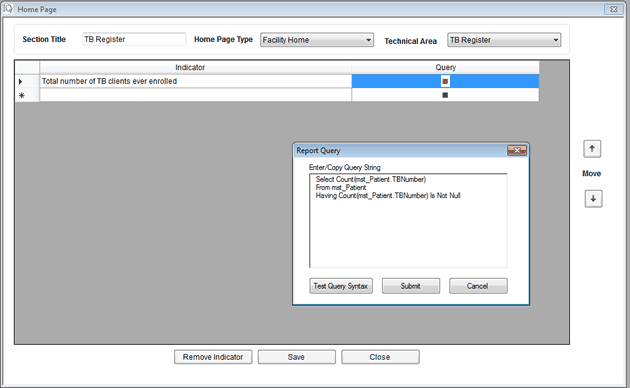 IQ Home Page
Section Title TB Register Home Page Type Facility Home Technical Area TB Register
Indicator Query
Total number of TB clients ever enrolled
Report Query
Enter/Copy Query String
Select Count(mst_Patient.TBNumber)
From mst_Patient
Having Count(mst_Patient.TBNumber) Is Not Null
Move
Test Query Syntax Submit Cancel
Remove Indicator Save Close